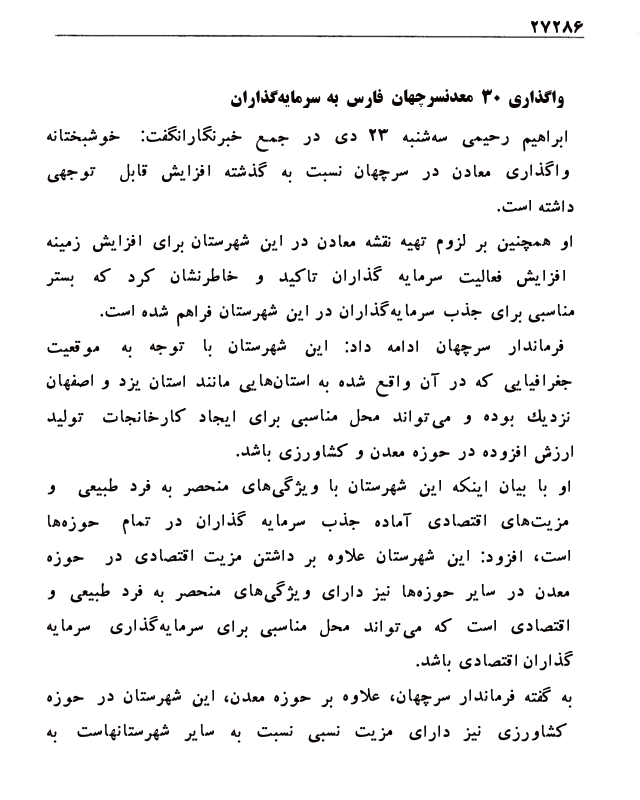 ۲۷۲۸۶
واگذاری ۳۰ معدنسرچهان فارس به سرمایه‌گذاران
ابراهیم رحیمی سه‌شنبه ۲۳ دی در جمع خبرنگارانگفت: خوشبختانه
واگذاری معادن در سرچهان نسبت به گذشته افزایش قابل توجهی
داشته است.
او همچنین بر لزوم تهیه نقشه معادن در این شهرستان برای افزایش زمینه
افزایش فعالیت سرمایه گذاران تاکید و خاطرنشان کرد که بستر
مناسبی برای جذب سرمایه‌گذاران در این شهرستان فراهم شده است.
فرماندار سرچهان ادامه داد: این شهرستان با توجه به موقعیت
جغرافیایی که در آن واقع شده به استان‌هایی مانند استان یزد و اصفهان
نزدیك بوده و می‌تواند محل مناسبی برای ایجاد کارخانجات تولید
ارزش افزوده در حوزه معدن و کشاورزی باشد.
او با بیان اینکه این شهرستان با ویژگی‌های منحصر به فرد طبیعی و
مزیت‌های اقتصادی آماده جذب سرمایه گذاران در تمام حوزه‌ها
است، افزود: این شهرستان علاوه بر داشتن مزیت اقتصادی در حوزه
معدن در سایر حوزه‌ها نیز دارای ویژگی‌های منحصر به فرد طبیعی و
اقتصادی است که می‌تواند محل مناسبی برای سرمایه‌گذاری سرمایه
گذاران اقتصادی باشد.
به گفته فرماندار سرچهان، علاوه بر حوزه معدن، این شهرستان در حوزه
کشاورزی نیز دارای مزیت نسبی نسبت به سایر شهرستانهاست به